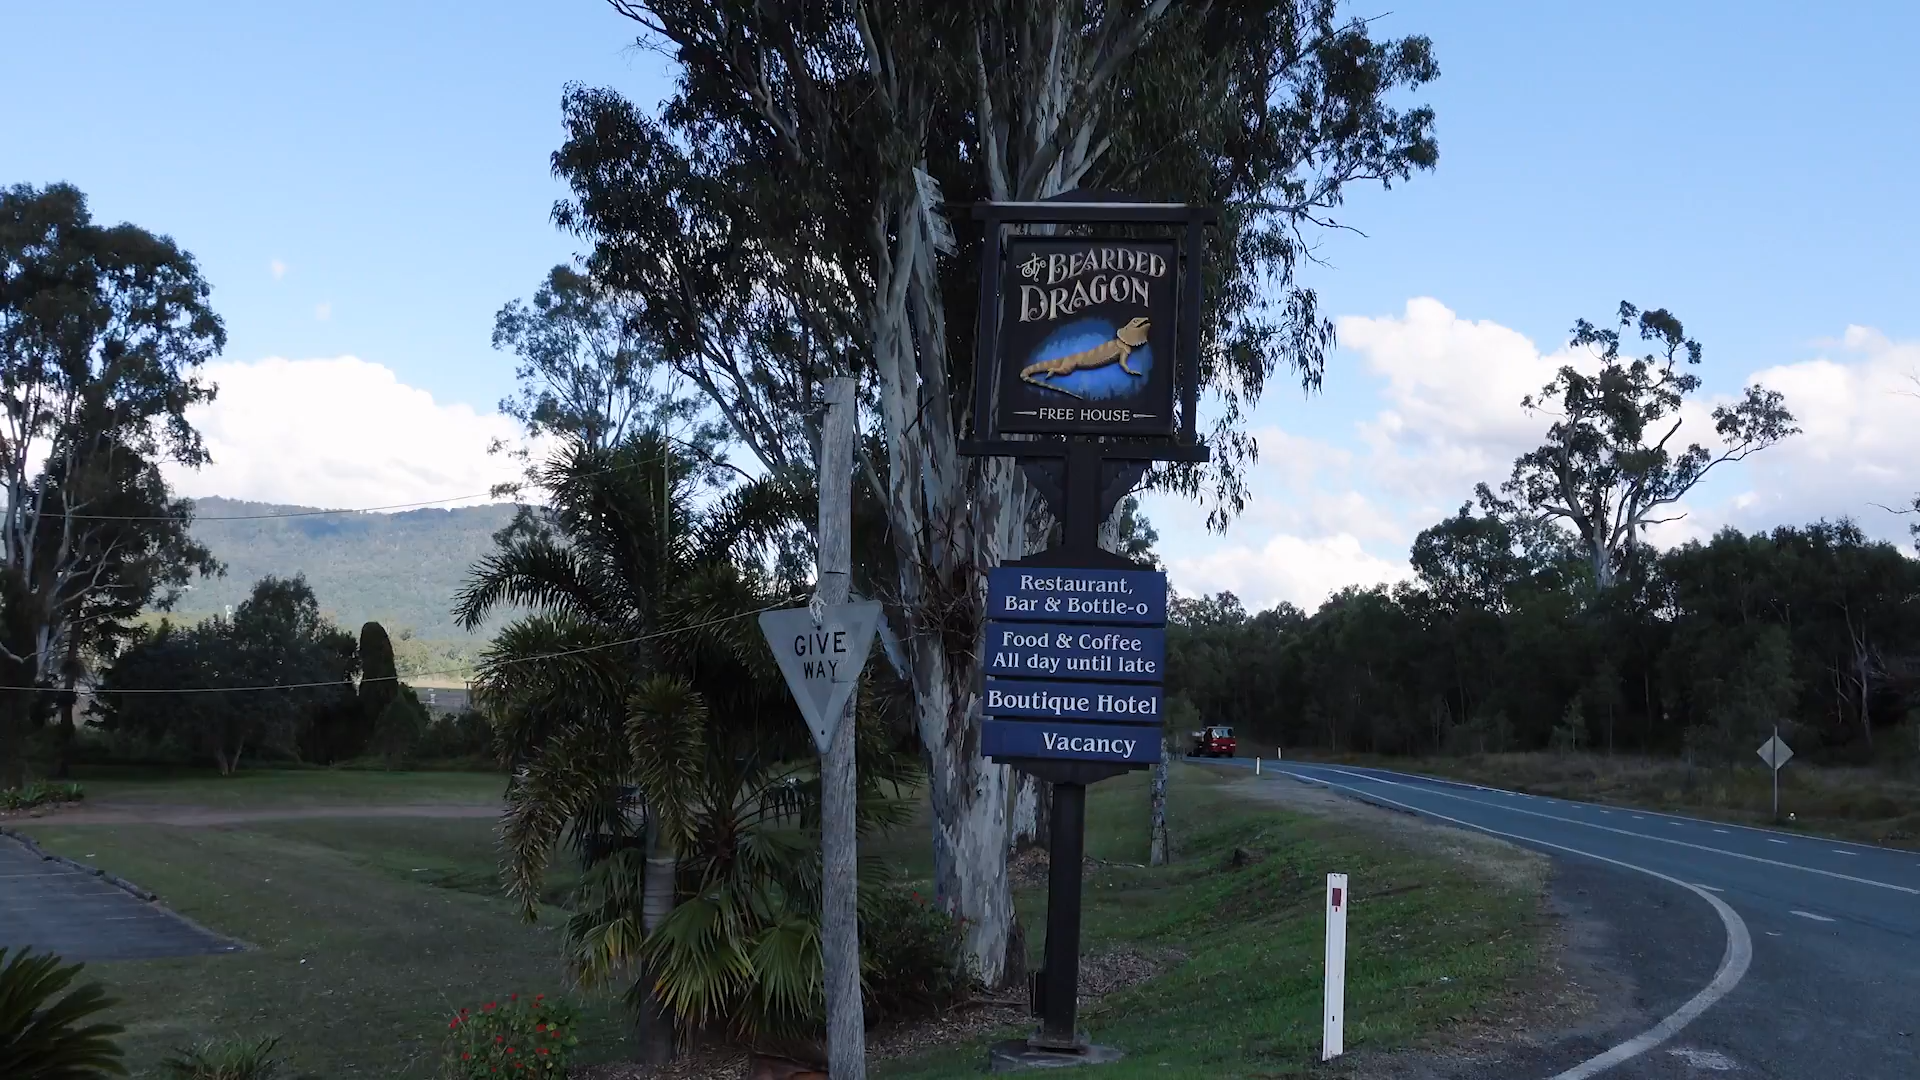 The BEARDED
DRAGON
FREE HOUSE
GIVE
WAY
Restaurant,
Bar & Bottle-o
Food & Coffee
All day until late
Boutique Hotel
Vacancy